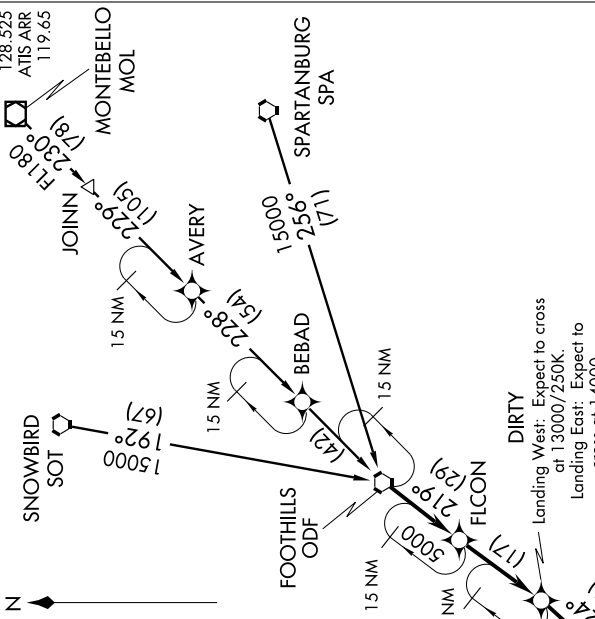 128.525
ATIS ARR
119.65
MONTEBELLO
MOL
FL180
230°
(78)
JOINN
229°
(105)
SPARTANBURG
SPA
15000
256°
(71)
AVERY
15 NM
228°
(54)
BEBAD
15 NM
(42)
15 NM
SNOWBIRD
SOT
(67)
192°
15000
FOOTHILLS
ODF
219°
(29)
FLCON
5000
15 NM
(17)
NM
DIRTY
Landing West: Expect to cross
at 13000/250K.
Landing East: Expect to
N